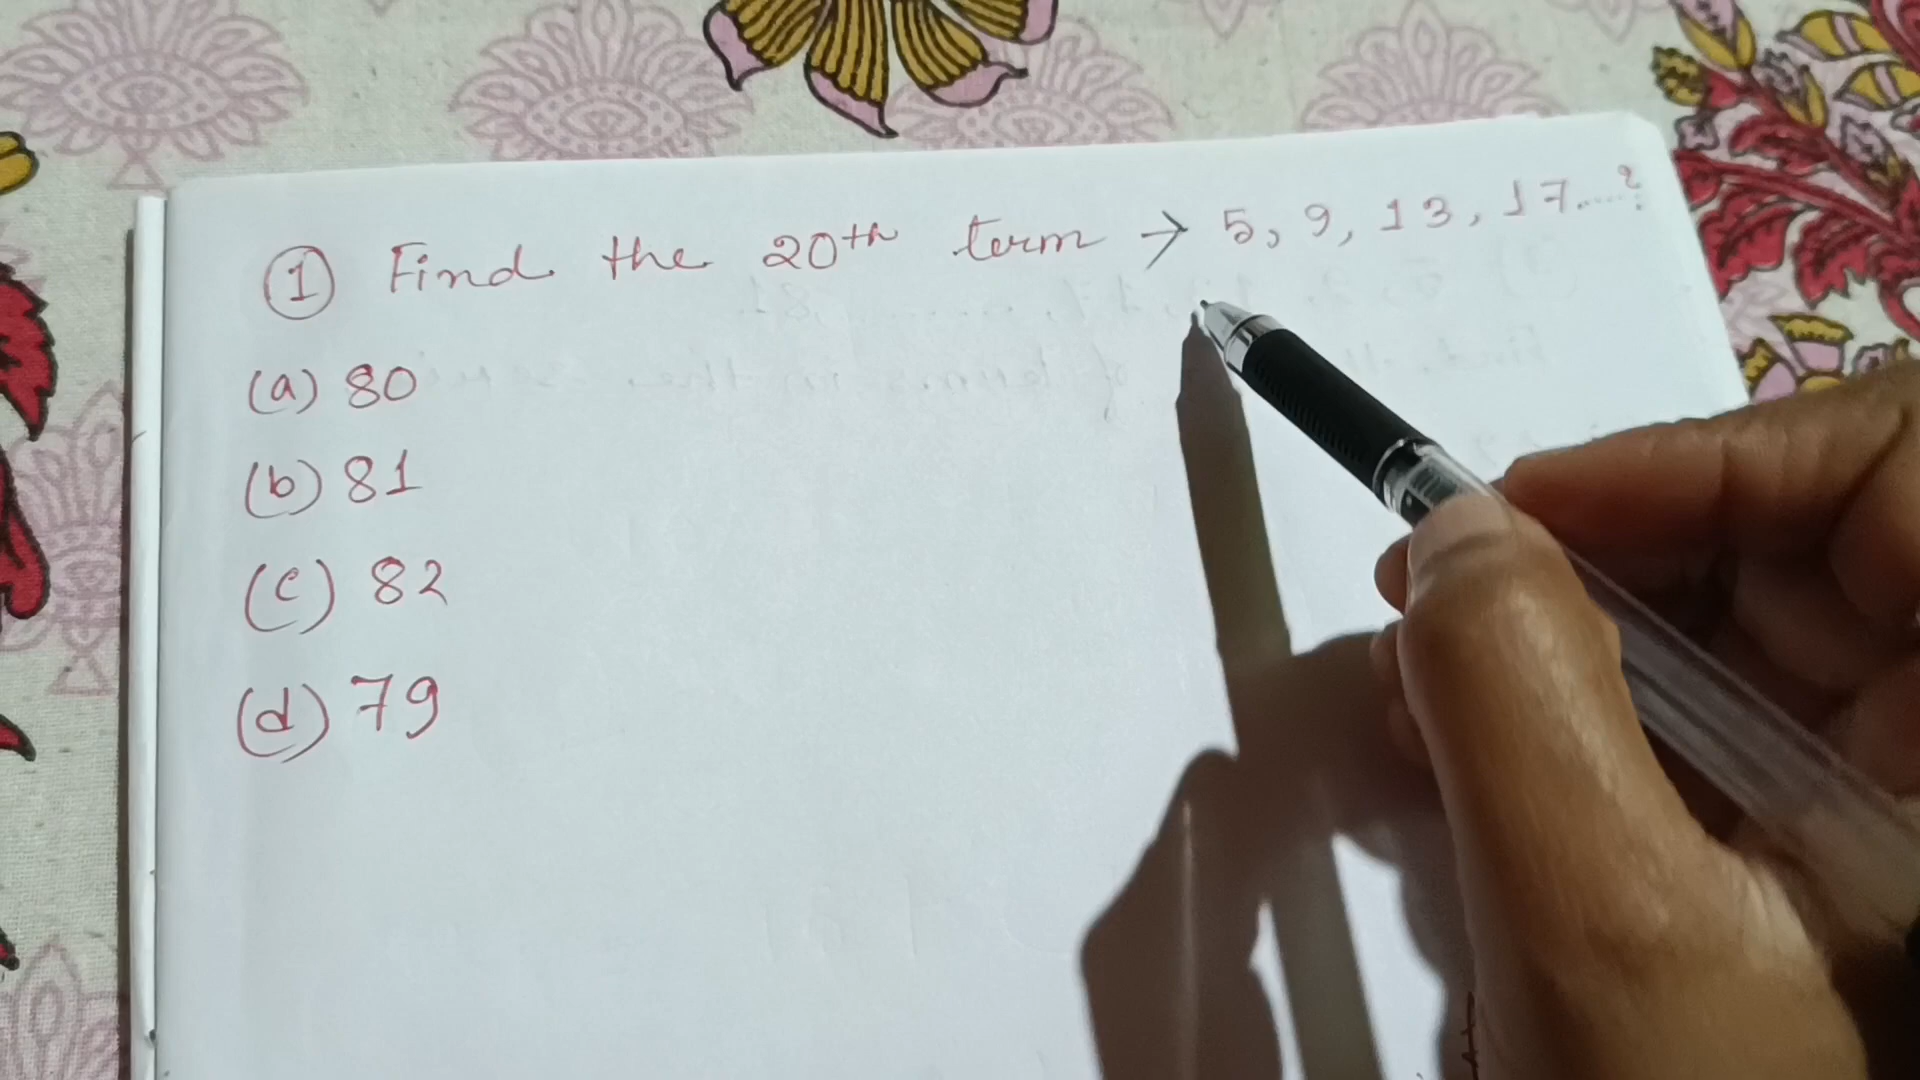 ① Find the 20th term → 5, 9, 13, 17.....?
(a) 80
(b) 81
(c) 82
(d) 79